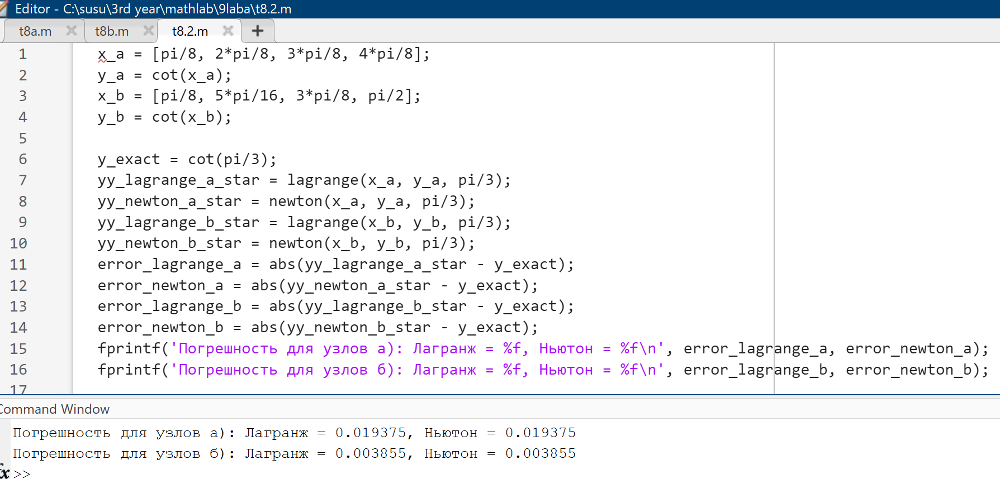 Editor - C:\susu\3rd year\mathlab\9laba\t8.2.m
t8a.m t8b.m t8.2.m
1 x_a = [pi/8, 2*pi/8, 3*pi/8, 4*pi/8];
2 y_a = cot(x_a);
3 x_b = [pi/8, 5*pi/16, 3*pi/8, pi/2];
4 y_b = cot(x_b);
5
6 y_exact = cot(pi/3);
7 yy_lagrange_a_star = lagrange(x_a, y_a, pi/3);
8 yy_newton_a_star = newton(x_a, y_a, pi/3);
9 yy_lagrange_b_star = lagrange(x_b, y_b, pi/3);
10 yy_newton_b_star = newton(x_b, y_b, pi/3);
11 error_lagrange_a = abs(yy_lagrange_a_star - y_exact);
12 error_newton_a = abs(yy_newton_a_star - y_exact);
13 error_lagrange_b = abs(yy_lagrange_b_star - y_exact);
14 error_newton_b = abs(yy_newton_b_star - y_exact);
15 fprintf('Погрешность для узлов а): Лагранж = %f, Ньютон = %f\n', error_lagrange_a, error_newton_a);
16 fprintf('Погрешность для узлов б): Лагранж = %f, Ньютон = %f\n', error_lagrange_b, error_newton_b);
17
Command Window
Погрешность для узлов а): Лагранж = 0.019375, Ньютон = 0.019375
Погрешность для узлов б): Лагранж = 0.003855, Ньютон = 0.003855
fx >>